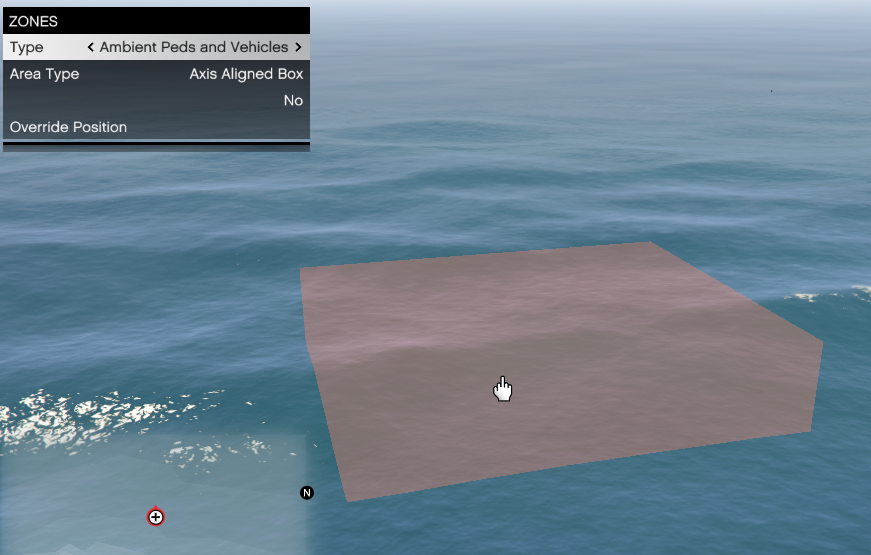 ZONES
Type < Ambient Peds and Vehicles >
Area Type Axis Aligned Box
No
Override Position
N